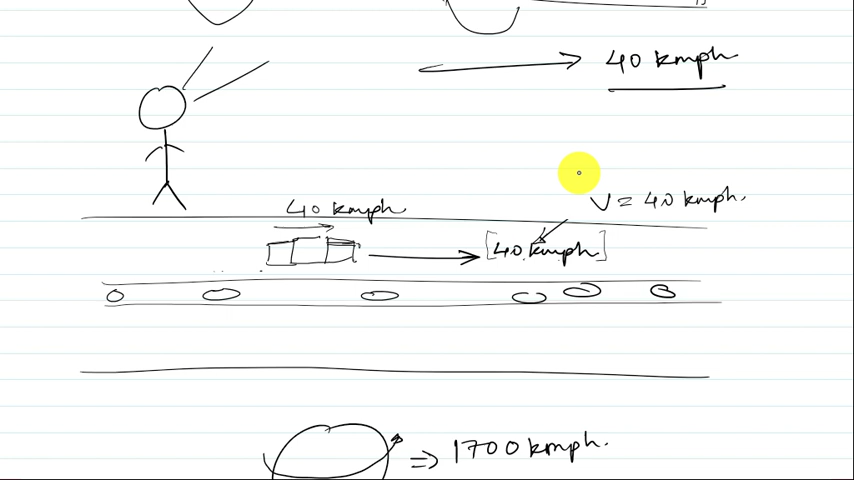 40 kmph
V = 40 kmph.
40 kmph
[40 kmph]
⇒ 1700 kmph.